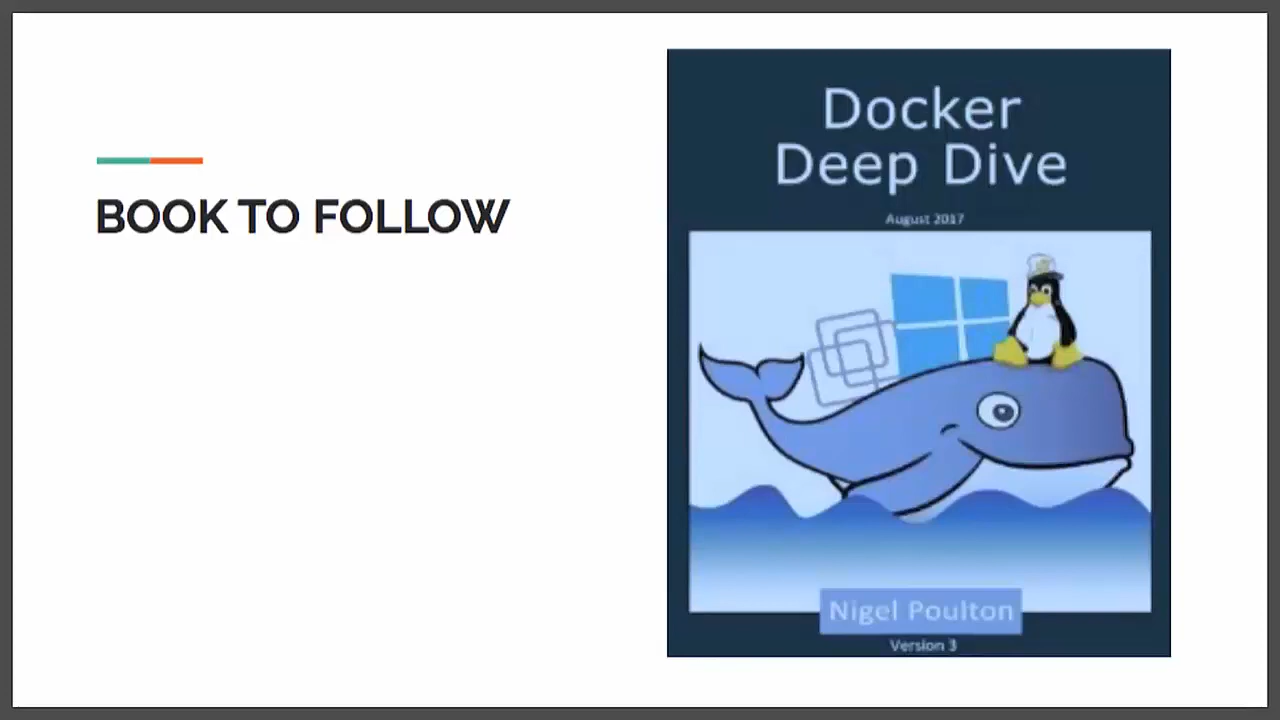 BOOK TO FOLLOW
Docker
Deep Dive
August 2017
Nigel Poulton
Version 3